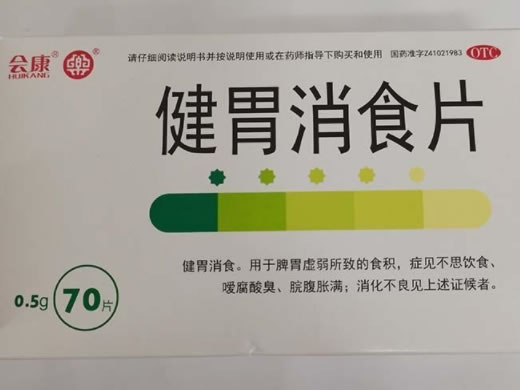 会康®
HUIKANG
请仔细阅读说明书并按说明使用或在药师指导下购买和使用 国药准字Z41021983 OTC
健胃消食片
健胃消食。用于脾胃虚弱所致的食积，症见不思饮食、
嗳腐酸臭、脘腹胀满；消化不良见上述证候者。
0.5g 70片